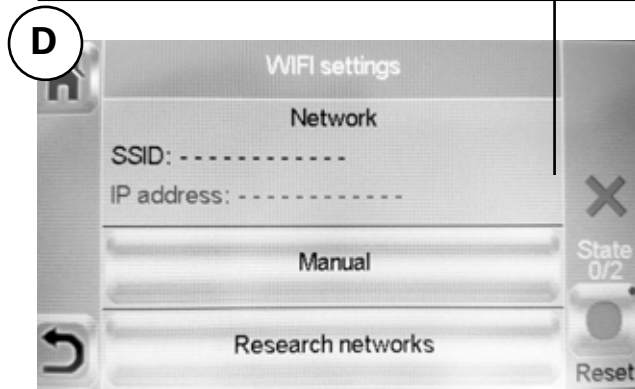 D
WIFI settings
Network
SSID: - - - - - - - - - - - -
IP address: - - - - - - - - - - - -
Manual
State
0/2
Research networks
Reset